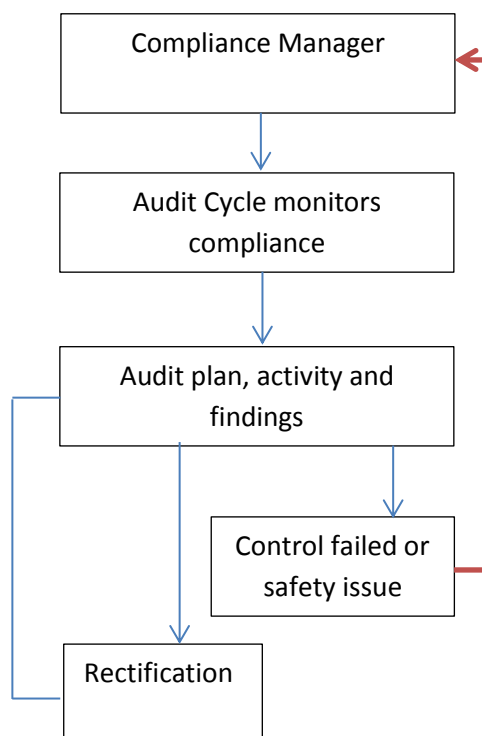 Compliance Manager
Audit Cycle monitors
compliance
Audit plan, activity and
findings
Control failed or
safety issue
Rectification